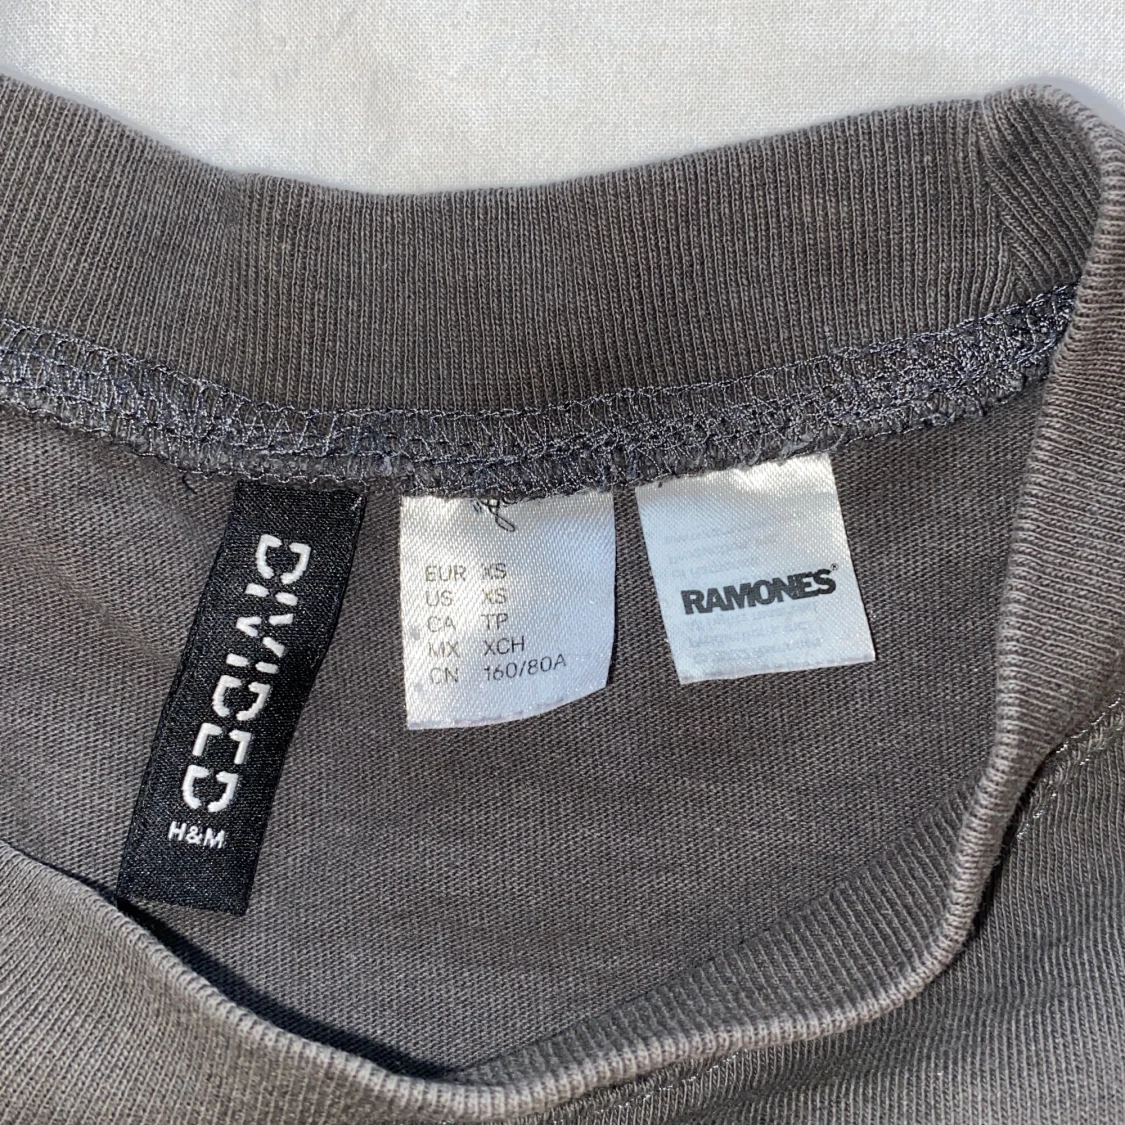 DIVIDED
H&M
EUR XS
US XS
CA TP
MX XCH
CN 160/80A
RAMONES®